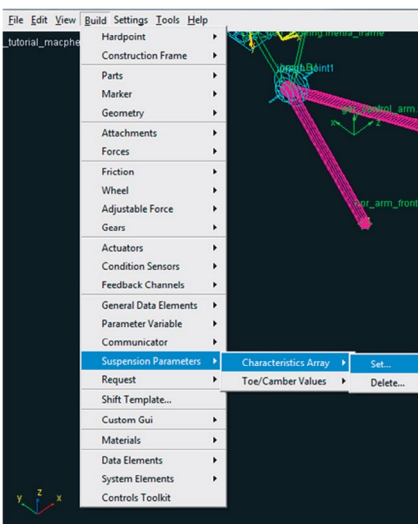 File Edit View Build Settings Tools Help
_tutorial_macphe
Hardpoint
Construction Frame
Parts
Marker
Geometry
Attachments
Forces
Friction
Wheel
Adjustable Force
Gears
Actuators
Condition Sensors
Feedback Channels
General Data Elements
Parameter Variable
Communicator
Suspension Parameters
Characteristics Array
Set...
Toe/Camber Values
Delete...
Request
Shift Template...
Custom Gui
Materials
Data Elements
System Elements
Controls Toolkit
y z x
x z